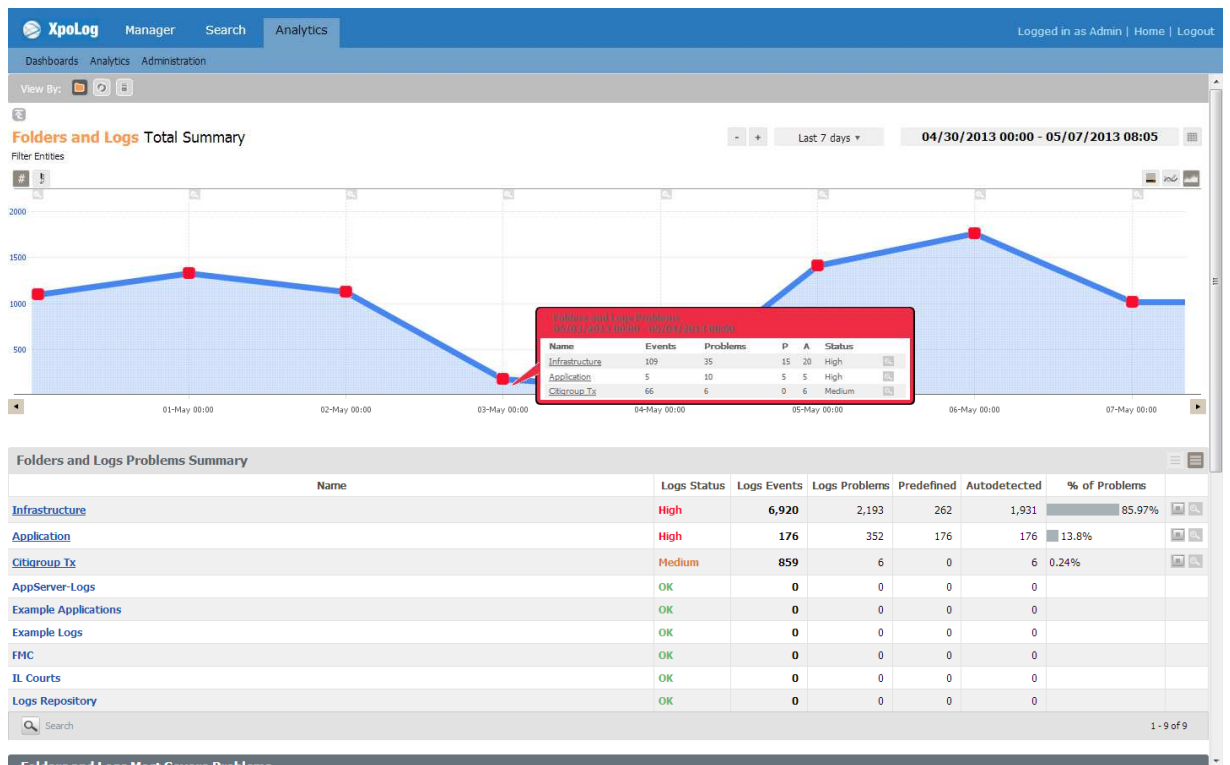 XpoLog Manager Search Analytics Logged in as Admin | Home | Logout
Dashboards Analytics Administration
View By:
Folders and Logs Total Summary - + Last 7 days 04/30/2013 00:00 - 05/07/2013 08:05
Filter Entities
#
2000
1500
1000
500
Folders and Logs Problems
Name Events Problems P A Status
Infrastructure 109 35 15 20 High
Application 5 10 5 5 High
Citigroup Tx 66 6 0 6 Medium
01-May 00:00 02-May 00:00 03-May 00:00 04-May 00:00 05-May 00:00 06-May 00:00 07-May 00:00
Folders and Logs Problems Summary
Name Logs Status Logs Events Logs Problems Predefined Autodetected % of Problems
Infrastructure High 6,920 2,193 262 1,931 85.97%
Application High 176 352 176 176 13.8%
Citigroup Tx Medium 859 6 0 6 0.24%
AppServer-Logs OK 0 0 0 0
Example Applications OK 0 0 0 0
Example Logs OK 0 0 0 0
FMC OK 0 0 0 0
IL Courts OK 0 0 0 0
Logs Repository OK 0 0 0 0
Search 1 - 9 of 9
Folders and Logs Most Severe Problems